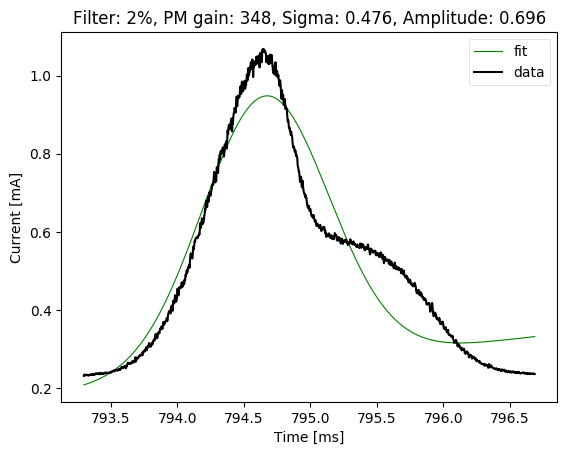 Filter: 2%, PM gain: 348, Sigma: 0.476, Amplitude: 0.696
fit
data
1.0
0.8
0.6
0.4
0.2
Current [mA]
793.5 794.0 794.5 795.0 795.5 796.0 796.5
Time [ms]